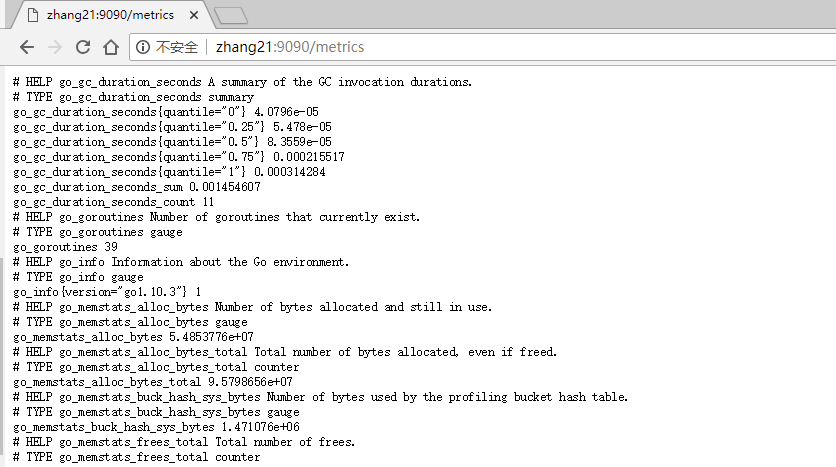 zhang21:9090/metrics
不安全 zhang21:9090/metrics
# HELP go_gc_duration_seconds A summary of the GC invocation durations.
# TYPE go_gc_duration_seconds summary
go_gc_duration_seconds{quantile="0"} 4.0796e-05
go_gc_duration_seconds{quantile="0.25"} 5.478e-05
go_gc_duration_seconds{quantile="0.5"} 8.3559e-05
go_gc_duration_seconds{quantile="0.75"} 0.000215517
go_gc_duration_seconds{quantile="1"} 0.000314284
go_gc_duration_seconds_sum 0.001454607
go_gc_duration_seconds_count 11
# HELP go_goroutines Number of goroutines that currently exist.
# TYPE go_goroutines gauge
go_goroutines 39
# HELP go_info Information about the Go environment.
# TYPE go_info gauge
go_info{version="go1.10.3"} 1
# HELP go_memstats_alloc_bytes Number of bytes allocated and still in use.
# TYPE go_memstats_alloc_bytes gauge
go_memstats_alloc_bytes 5.4853776e+07
# HELP go_memstats_alloc_bytes_total Total number of bytes allocated, even if freed.
# TYPE go_memstats_alloc_bytes_total counter
go_memstats_alloc_bytes_total 9.5798656e+07
# HELP go_memstats_buck_hash_sys_bytes Number of bytes used by the profiling bucket hash table.
# TYPE go_memstats_buck_hash_sys_bytes gauge
go_memstats_buck_hash_sys_bytes 1.471076e+06
# HELP go_memstats_frees_total Total number of frees.
# TYPE go_memstats_frees_total counter